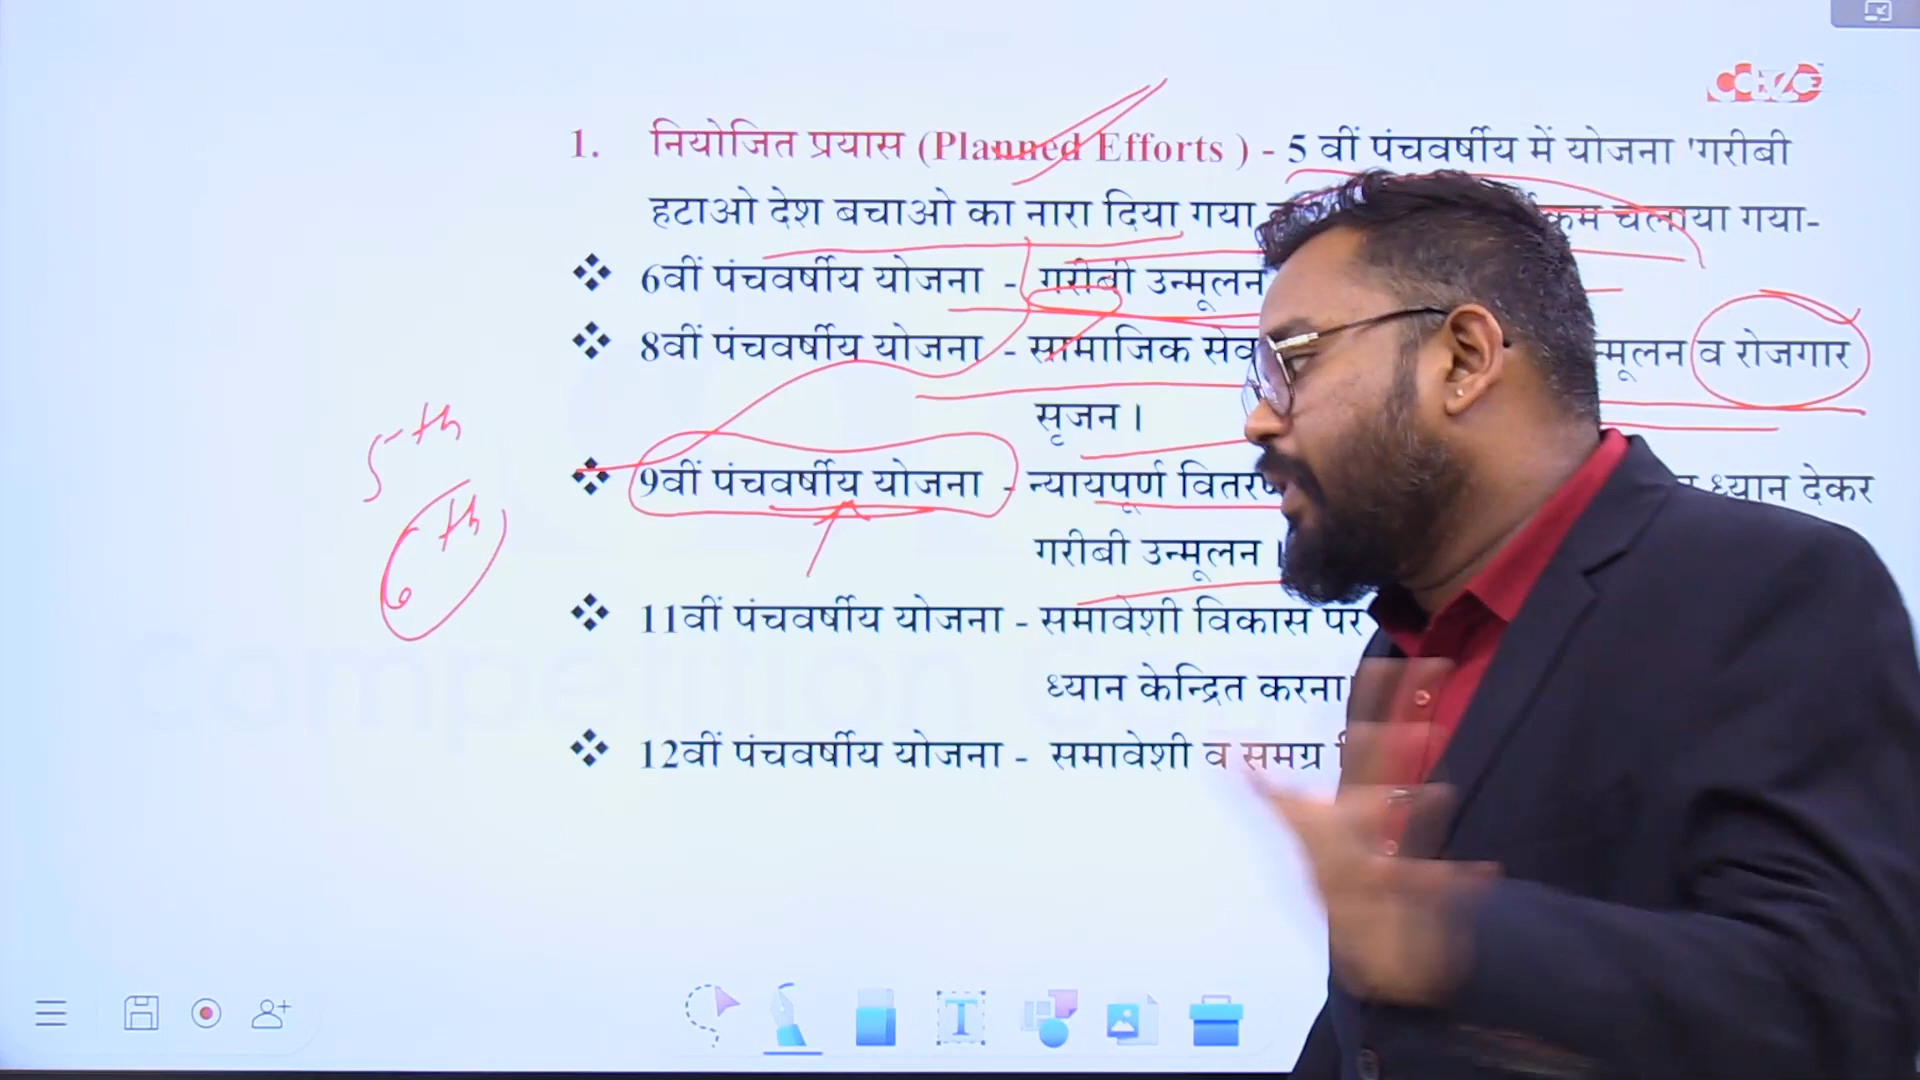 1. नियोजित प्रयास (Planned Efforts ) - 5 वीं पंचवर्षीय में योजना 'गरीबी
हटाओ देश बचाओ का नारा दिया गया चलाया गया-
❖ 6वीं पंचवर्षीय योजना - गरीबी उन्मूलन
❖ 8वीं पंचवर्षीय योजना - सामाजिक व रोजगार
सृजन ।
5th
❖ 9वीं पंचवर्षीय योजना - न्यायपूर्ण ध्यान देकर
6th
गरीबी उन्मूलन ।
❖ 11वीं पंचवर्षीय योजना - समावेशी विकास पर
ध्यान केन्द्रित करना
❖ 12वीं पंचवर्षीय योजना - समावेशी व समग्र